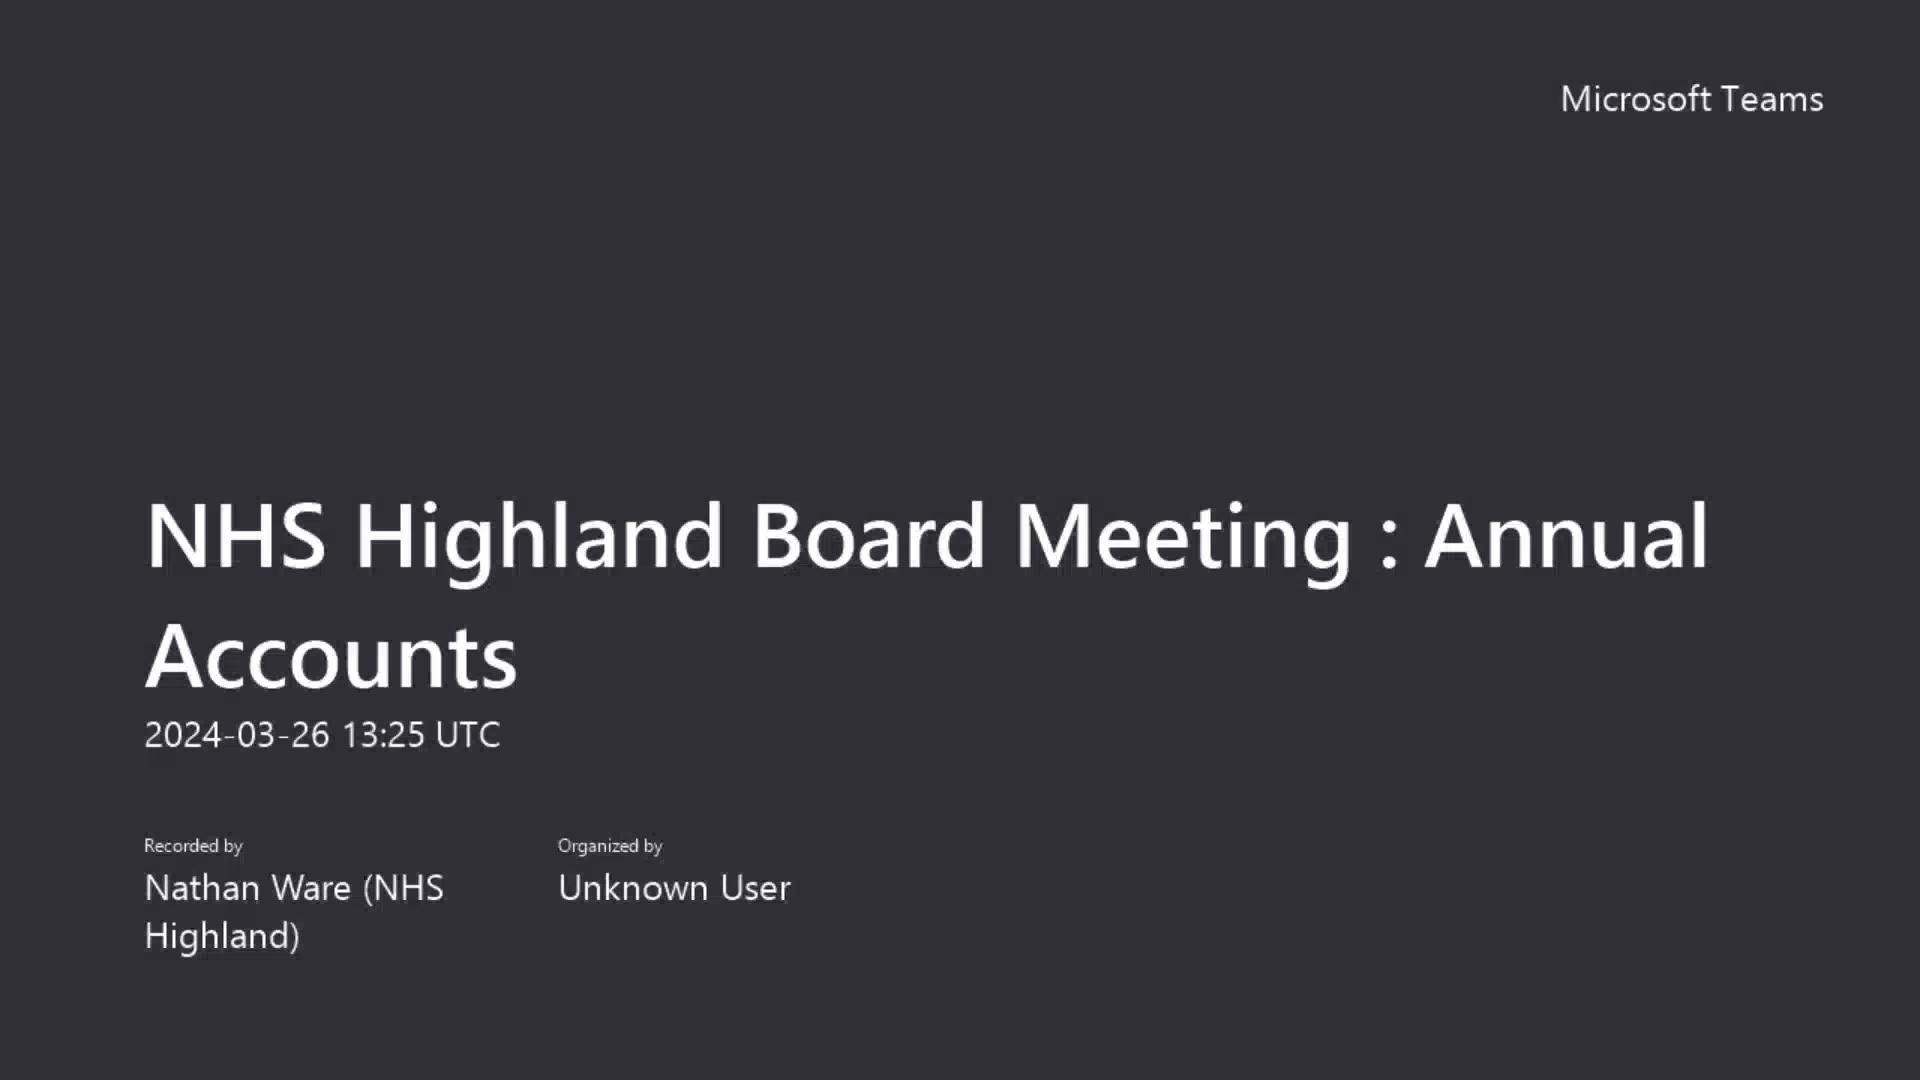 Microsoft Teams
NHS Highland Board Meeting : Annual
Accounts
2024-03-26 13:25 UTC
Recorded by
Nathan Ware (NHS
Highland)
Organized by
Unknown User